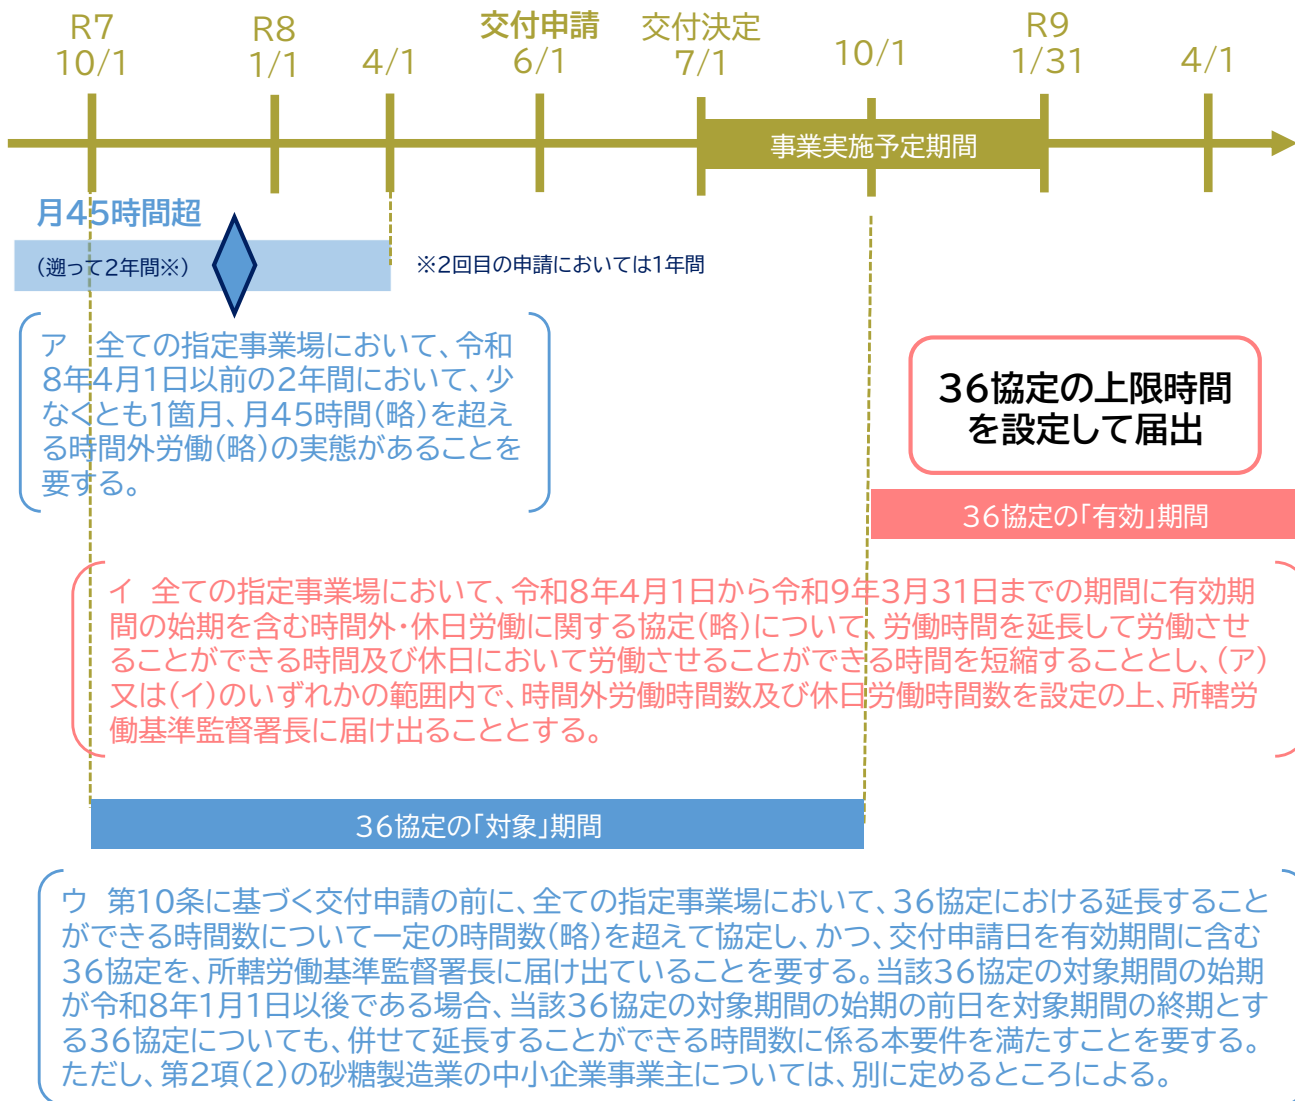 R7
10/1
R8
1/1
4/1
交付申請
6/1
交付決定
7/1
10/1
R9
1/31
4/1
事業実施予定期間
月45時間超
(遡って2年間※)
※2回目の申請においては1年間
ア　全ての指定事業場において、令和
8年4月1日以前の2年間において、少
なくとも1箇月、月45時間(略)を超え
る時間外労働(略)の実態があることを
要する。
36協定の上限時間
を設定して届出
36協定の「有効」期間
イ　全ての指定事業場において、令和8年4月1日から令和9年3月31日までの期間に有効期
間の始期を含む時間外・休日労働に関する協定(略)について、労働時間を延長して労働させ
ることができる時間及び休日において労働させることができる時間を短縮することとし、(ア)
又は(イ)のいずれかの範囲内で、時間外労働時間数及び休日労働時間数を設定の上、所轄労
働基準監督署長に届け出ることとする。
36協定の「対象」期間
ウ　第10条に基づく交付申請の前に、全ての指定事業場において、36協定における延長すること
ができる時間数について一定の時間数(略)を超えて協定し、かつ、交付申請日を有効期間に含む
36協定を、所轄労働基準監督署長に届け出ていることを要する。当該36協定の対象期間の始期
が令和8年1月1日以後である場合、当該36協定の対象期間の始期の前日を対象期間の終期とす
る36協定についても、併せて延長することができる時間数に係る本要件を満たすことを要する。
ただし、第2項(2)の砂糖製造業の中小企業事業主については、別に定めるところによる。